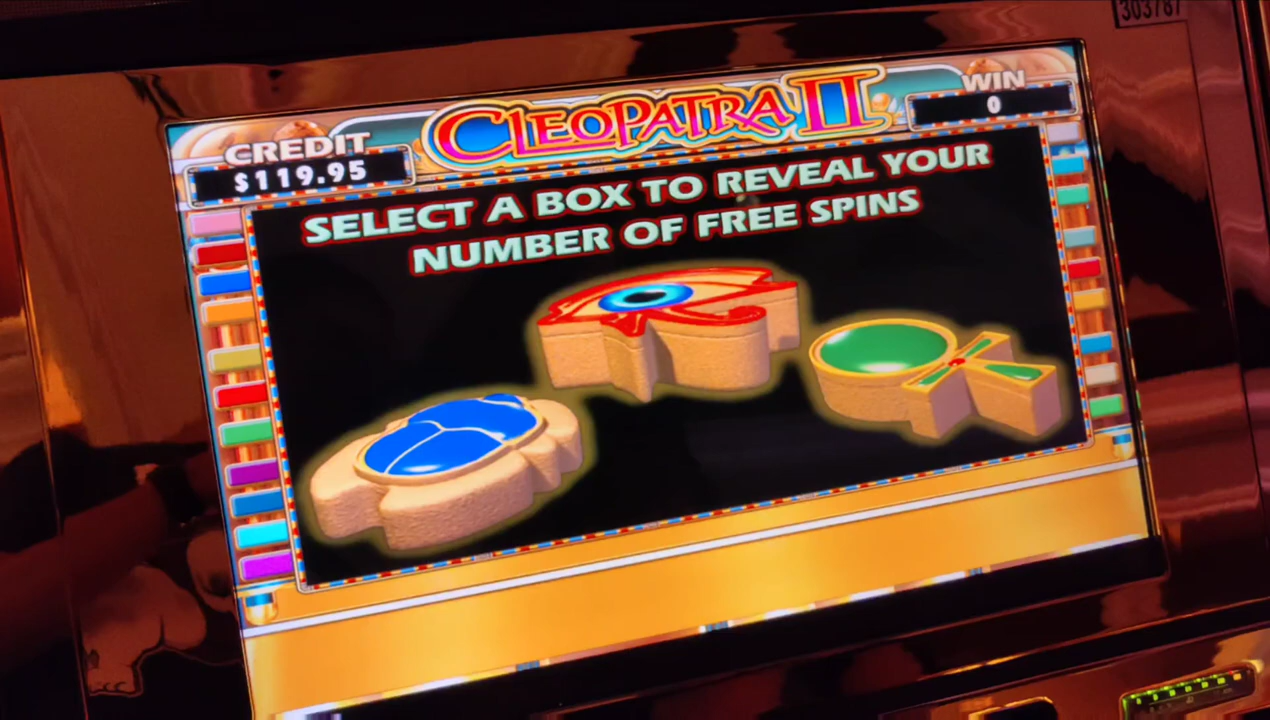 303787
CLEOPATRA II
WIN
0
CREDIT
$119.95
SELECT A BOX TO REVEAL YOUR
NUMBER OF FREE SPINS